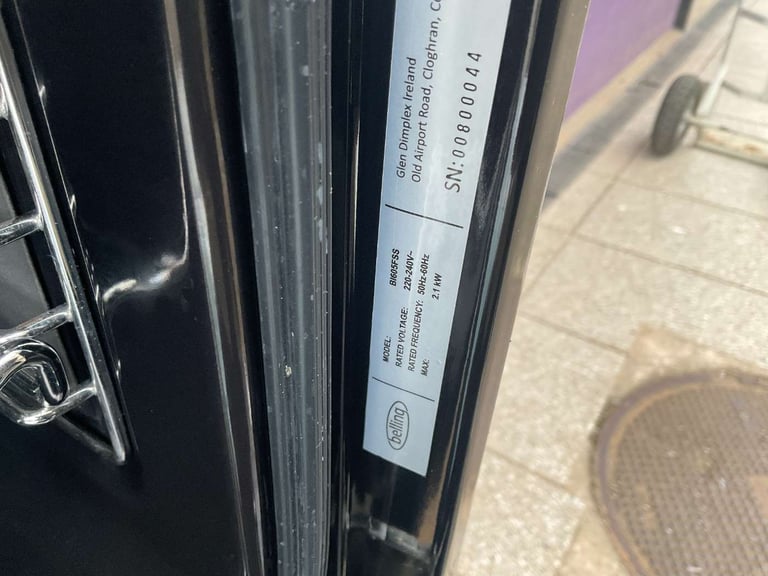 belling
MODEL: BI605FSS
RATED VOLTAGE: 220-240V~
RATED FREQUENCY: 50Hz-60Hz
MAX: 2.1 kW
Glen Dimplex Ireland
Old Airport Road, Cloghran, Co
SN:00800044